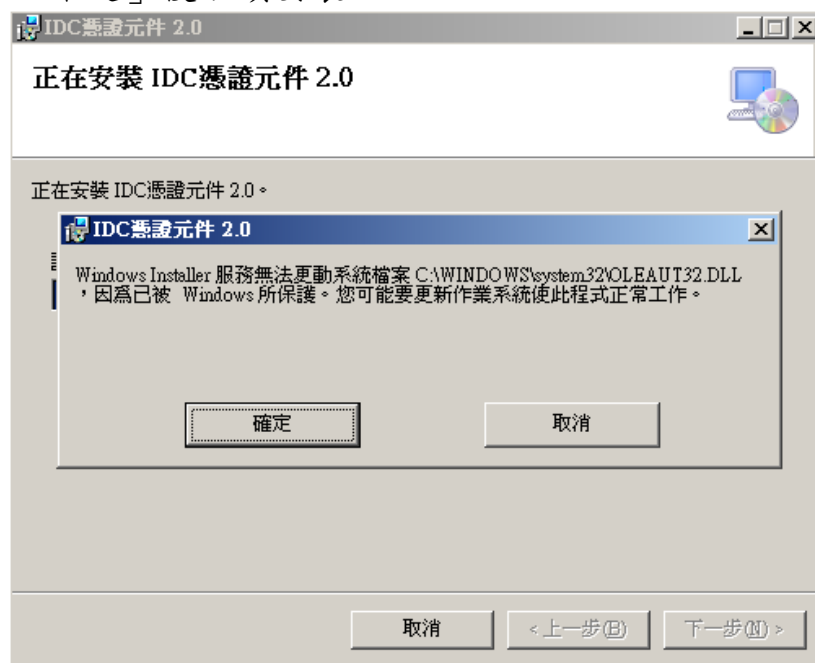 IDC憑證元件 2.0
正在安裝 IDC憑證元件 2.0
正在安裝 IDC憑證元件 2.0。
IDC憑證元件 2.0
Windows Installer 服務無法更動系統檔案 C:\WINDOWS\system32\OLEAUT32.DLL
，因為已被 Windows 所保護。您可能要更新作業系統使此程式正常工作。
確定 取消
取消 <上一步(B) 下一步(N) >